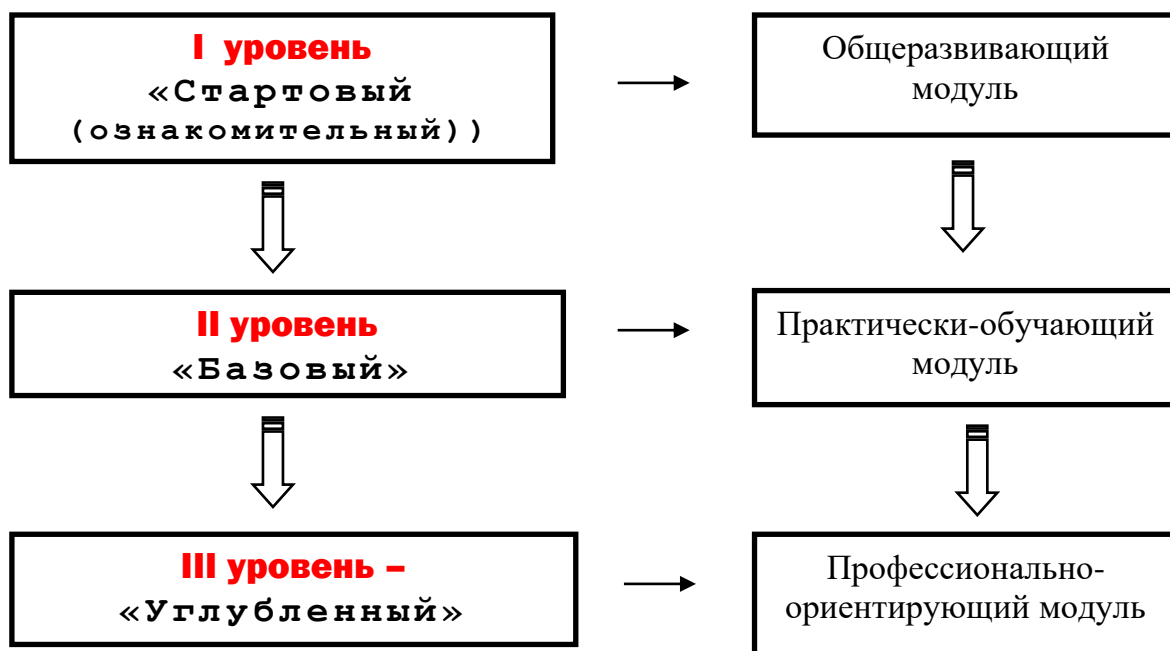 I уровень
«Стартовый
(ознакомительный))
Общеразвивающий
модуль
II уровень
«Базовый»
Практически-обучающий
модуль
III уровень –
«Углубленный»
Профессионально-
ориентирующий модуль